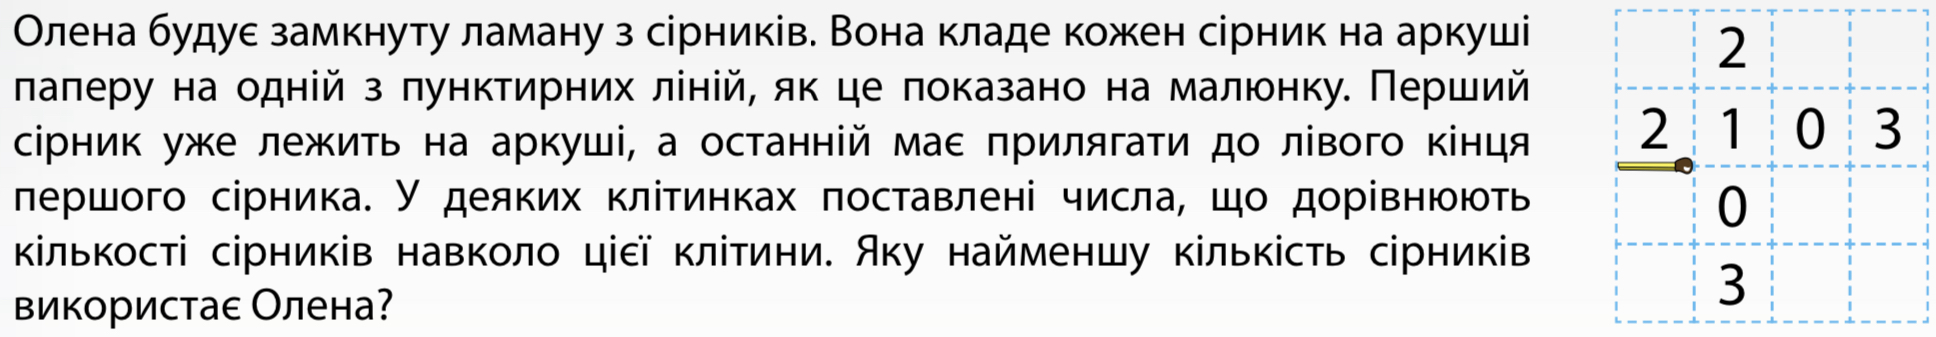 Олена будує замкнуту ламану з сірників. Вона кладе кожен сірник на аркуші
паперу на одній з пунктирних ліній, як це показано на малюнку. Перший
сірник уже лежить на аркуші, а останній має прилягати до лівого кінця
першого сірника. У деяких клітинках поставлені числа, що дорівнюють
кількості сірників навколо цієї клітини. Яку найменшу кількість сірників
використає Олена?
2
2 1 0 3
0
3